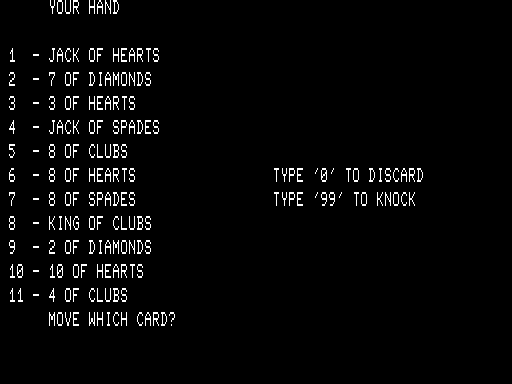 YOUR HAND
1 - JACK OF HEARTS
2 - 7 OF DIAMONDS
3 - 3 OF HEARTS
4 - JACK OF SPADES
5 - 8 OF CLUBS
6 - 8 OF HEARTS TYPE '0' TO DISCARD
7 - 8 OF SPADES TYPE '99' TO KNOCK
8 - KING OF CLUBS
9 - 2 OF DIAMONDS
10 - 10 OF HEARTS
11 - 4 OF CLUBS
MOVE WHICH CARD?